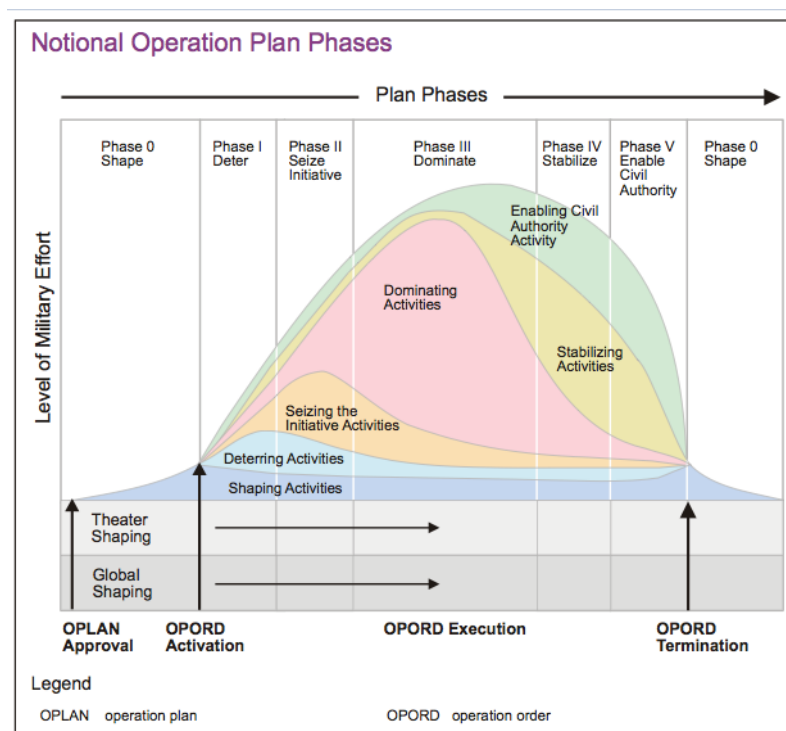 Notional Operation Plan Phases
Plan Phases
Phase 0
Shape
Phase I
Deter
Phase II
Seize
Initiative
Phase III
Dominate
Phase IV
Stabilize
Phase V
Enable
Civil
Authority
Phase 0
Shape
Level of Military Effort
Enabling Civil
Authority
Activity
Dominating
Activities
Stabilizing
Activities
Seizing the
Initiative Activities
Deterring Activities
Shaping Activities
Theater
Shaping
Global
Shaping
OPLAN
Approval
OPORD
Activation
OPORD Execution
OPORD
Termination
Legend
OPLAN operation plan
OPORD operation order